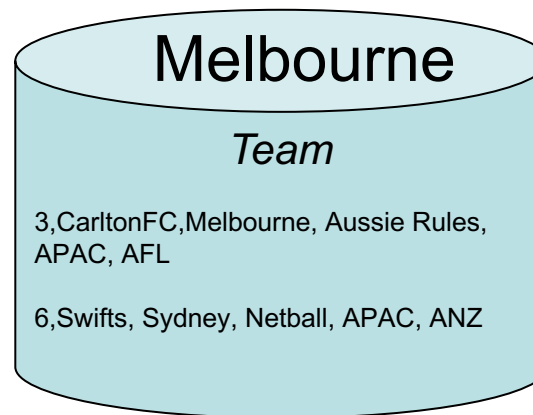 Melbourne
Team
3,CarltonFC,Melbourne, Aussie Rules,
APAC, AFL
6,Swifts, Sydney, Netball, APAC, ANZ